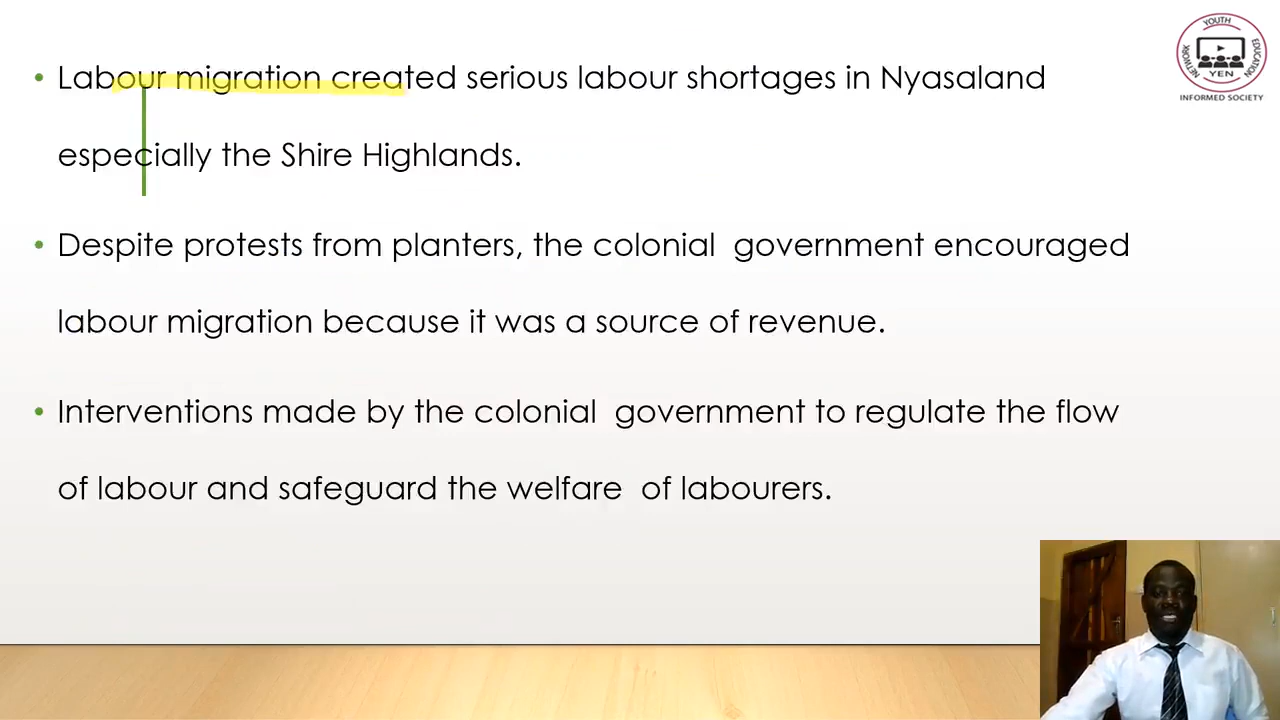 • Labour migration created serious labour shortages in Nyasaland
especially the Shire Highlands.
• Despite protests from planters, the colonial government encouraged
labour migration because it was a source of revenue.
• Interventions made by the colonial government to regulate the flow
of labour and safeguard the welfare of labourers.
YOUTH
NETWORK
EDUCATION
YEN
INFORMED SOCIETY